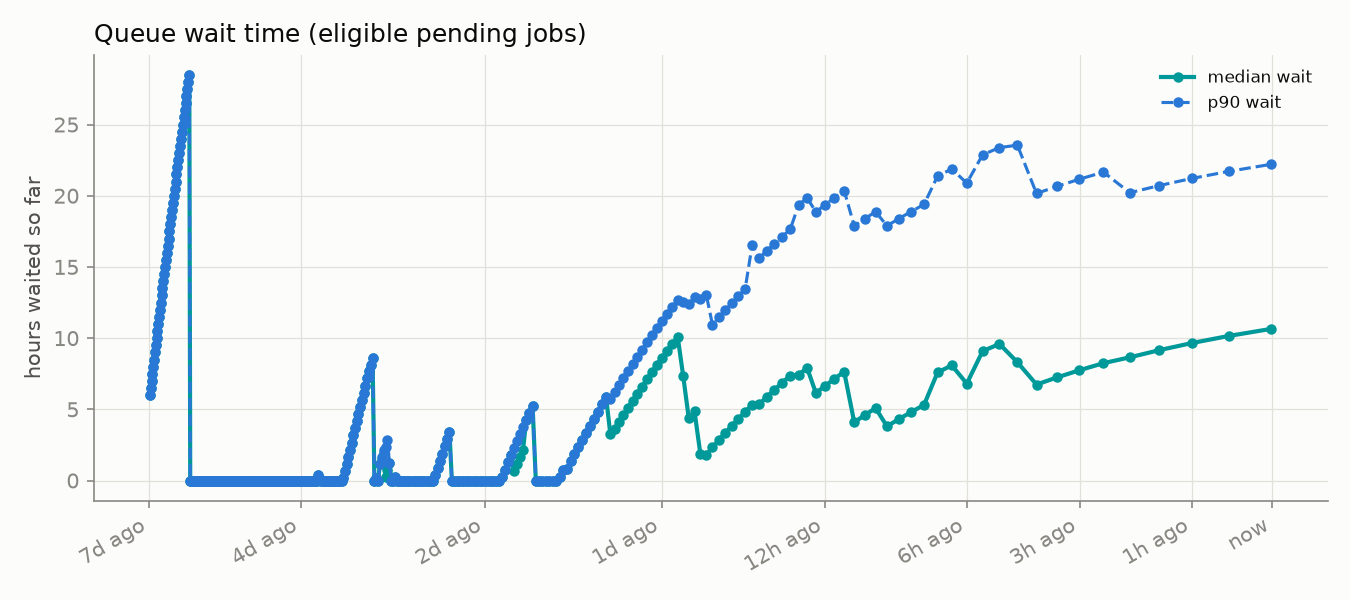 Queue wait time (eligible pending jobs)
median wait
p90 wait
hours waited so far
25
20
15
10
5
0
7d ago
4d ago
2d ago
1d ago
12h ago
6h ago
3h ago
1h ago
now